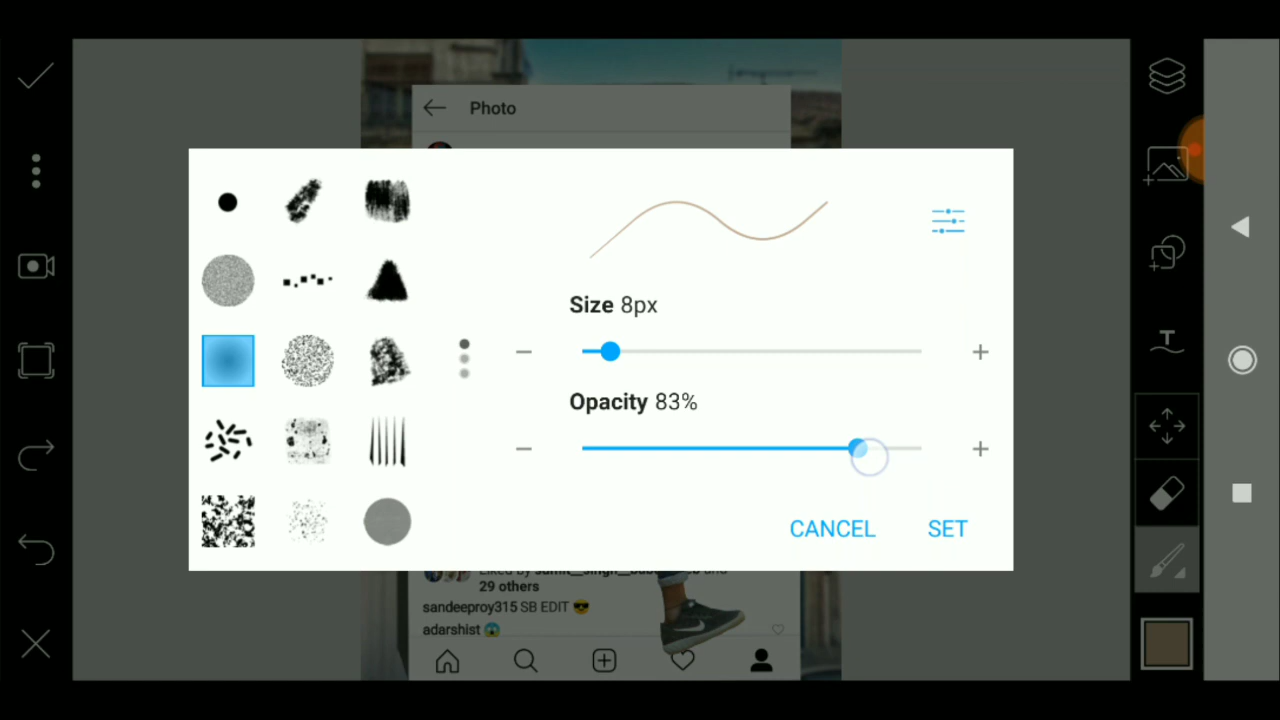 Photo
Size 8px
Opacity 83%
CANCEL SET
29 others
sandeeproy315 SB EDIT 😎
adarshist 😱